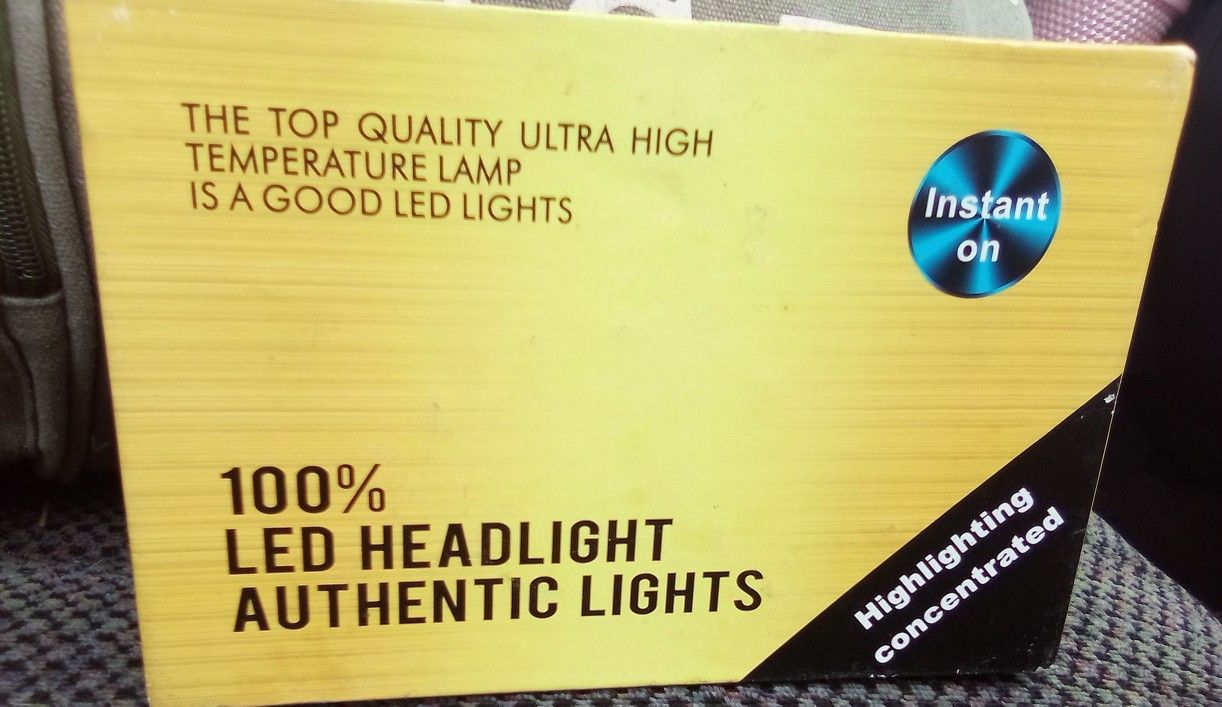 THE TOP QUALITY ULTRA HIGH
TEMPERATURE LAMP
IS A GOOD LED LIGHTS
Instant
on
100%
LED HEADLIGHT
AUTHENTIC LIGHTS
Highlighting
concentrated